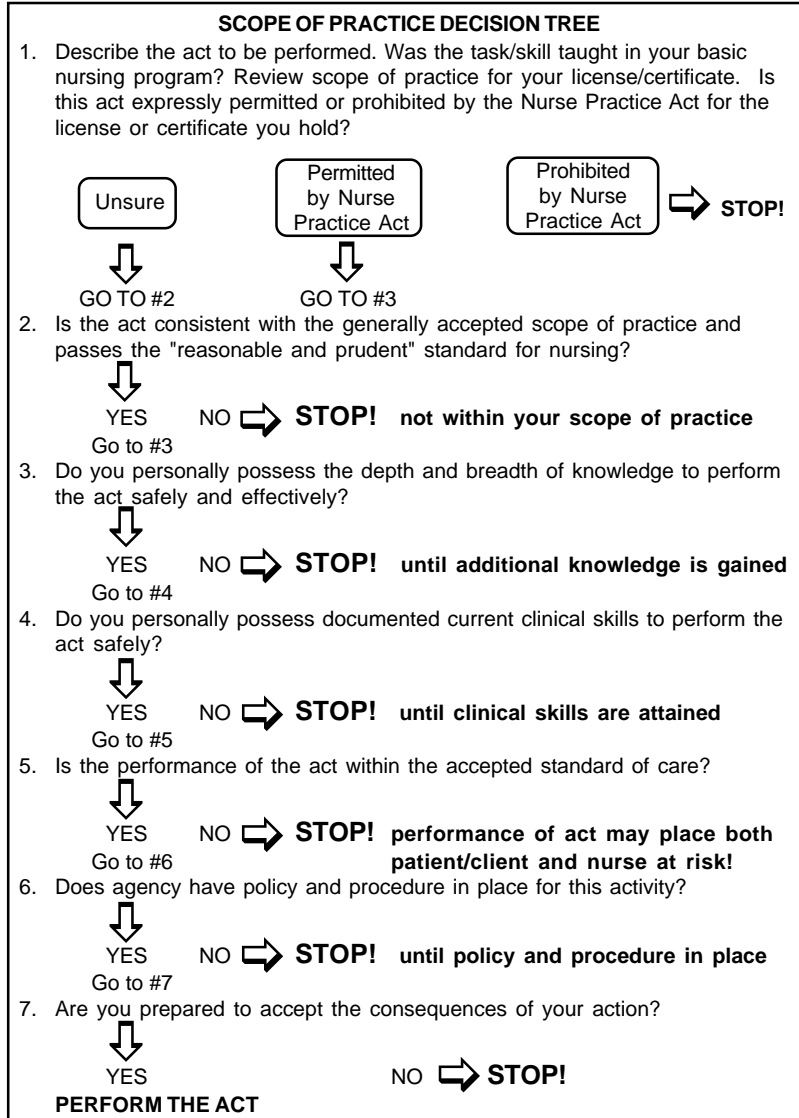 SCOPE OF PRACTICE DECISION TREE
1. Describe the act to be performed. Was the task/skill taught in your basic
nursing program? Review scope of practice for your license/certificate. Is
this act expressly permitted or prohibited by the Nurse Practice Act for the
license or certificate you hold?
Unsure
Permitted
by Nurse
Practice Act
Prohibited
by Nurse
Practice Act
STOP!
GO TO #2 GO TO #3
2. Is the act consistent with the generally accepted scope of practice and
passes the "reasonable and prudent" standard for nursing?
YES NO STOP! not within your scope of practice
Go to #3
3. Do you personally possess the depth and breadth of knowledge to perform
the act safely and effectively?
YES NO STOP! until additional knowledge is gained
Go to #4
4. Do you personally possess documented current clinical skills to perform the
act safely?
YES NO STOP! until clinical skills are attained
Go to #5
5. Is the performance of the act within the accepted standard of care?
YES NO STOP! performance of act may place both
Go to #6 patient/client and nurse at risk!
6. Does agency have policy and procedure in place for this activity?
YES NO STOP! until policy and procedure in place
Go to #7
7. Are you prepared to accept the consequences of your action?
YES NO STOP!
PERFORM THE ACT